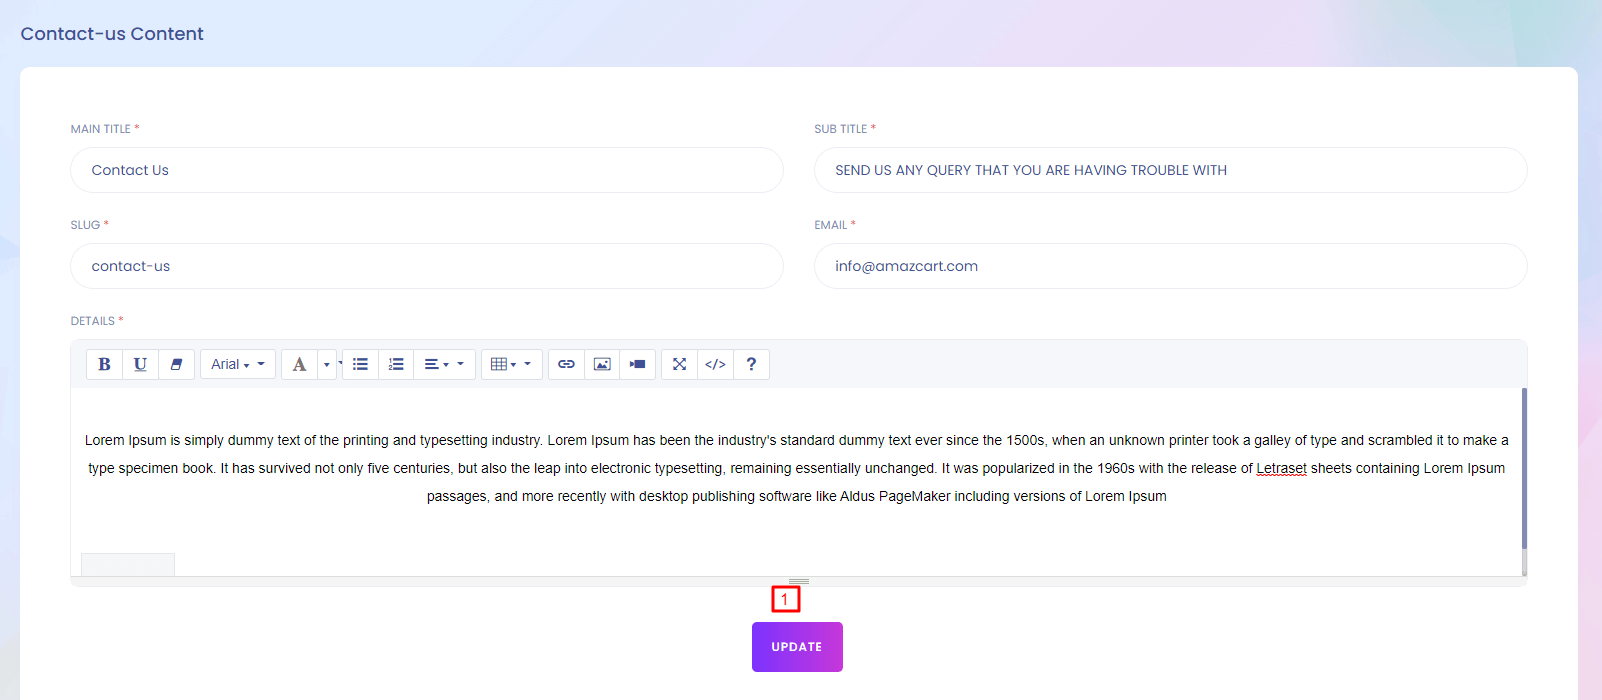 Contact-us Content
MAIN TITLE *
SUB TITLE *
Contact Us
SEND US ANY QUERY THAT YOU ARE HAVING TROUBLE WITH
SLUG *
EMAIL *
contact-us
info@amazcart.com
DETAILS *
B U Arial A </> ?
Lorem Ipsum is simply dummy text of the printing and typesetting industry. Lorem Ipsum has been the industry's standard dummy text ever since the 1500s, when an unknown printer took a galley of type and scrambled it to make a
type specimen book. It has survived not only five centuries, but also the leap into electronic typesetting, remaining essentially unchanged. It was popularized in the 1960s with the release of Letraset sheets containing Lorem Ipsum
passages, and more recently with desktop publishing software like Aldus PageMaker including versions of Lorem Ipsum
1
UPDATE